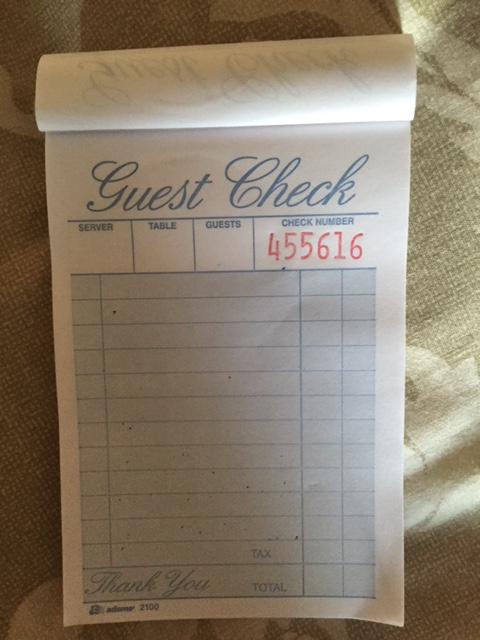 Guest Check
SERVER TABLE GUESTS CHECK NUMBER
455616
TAX
Thank You TOTAL
adams 2100